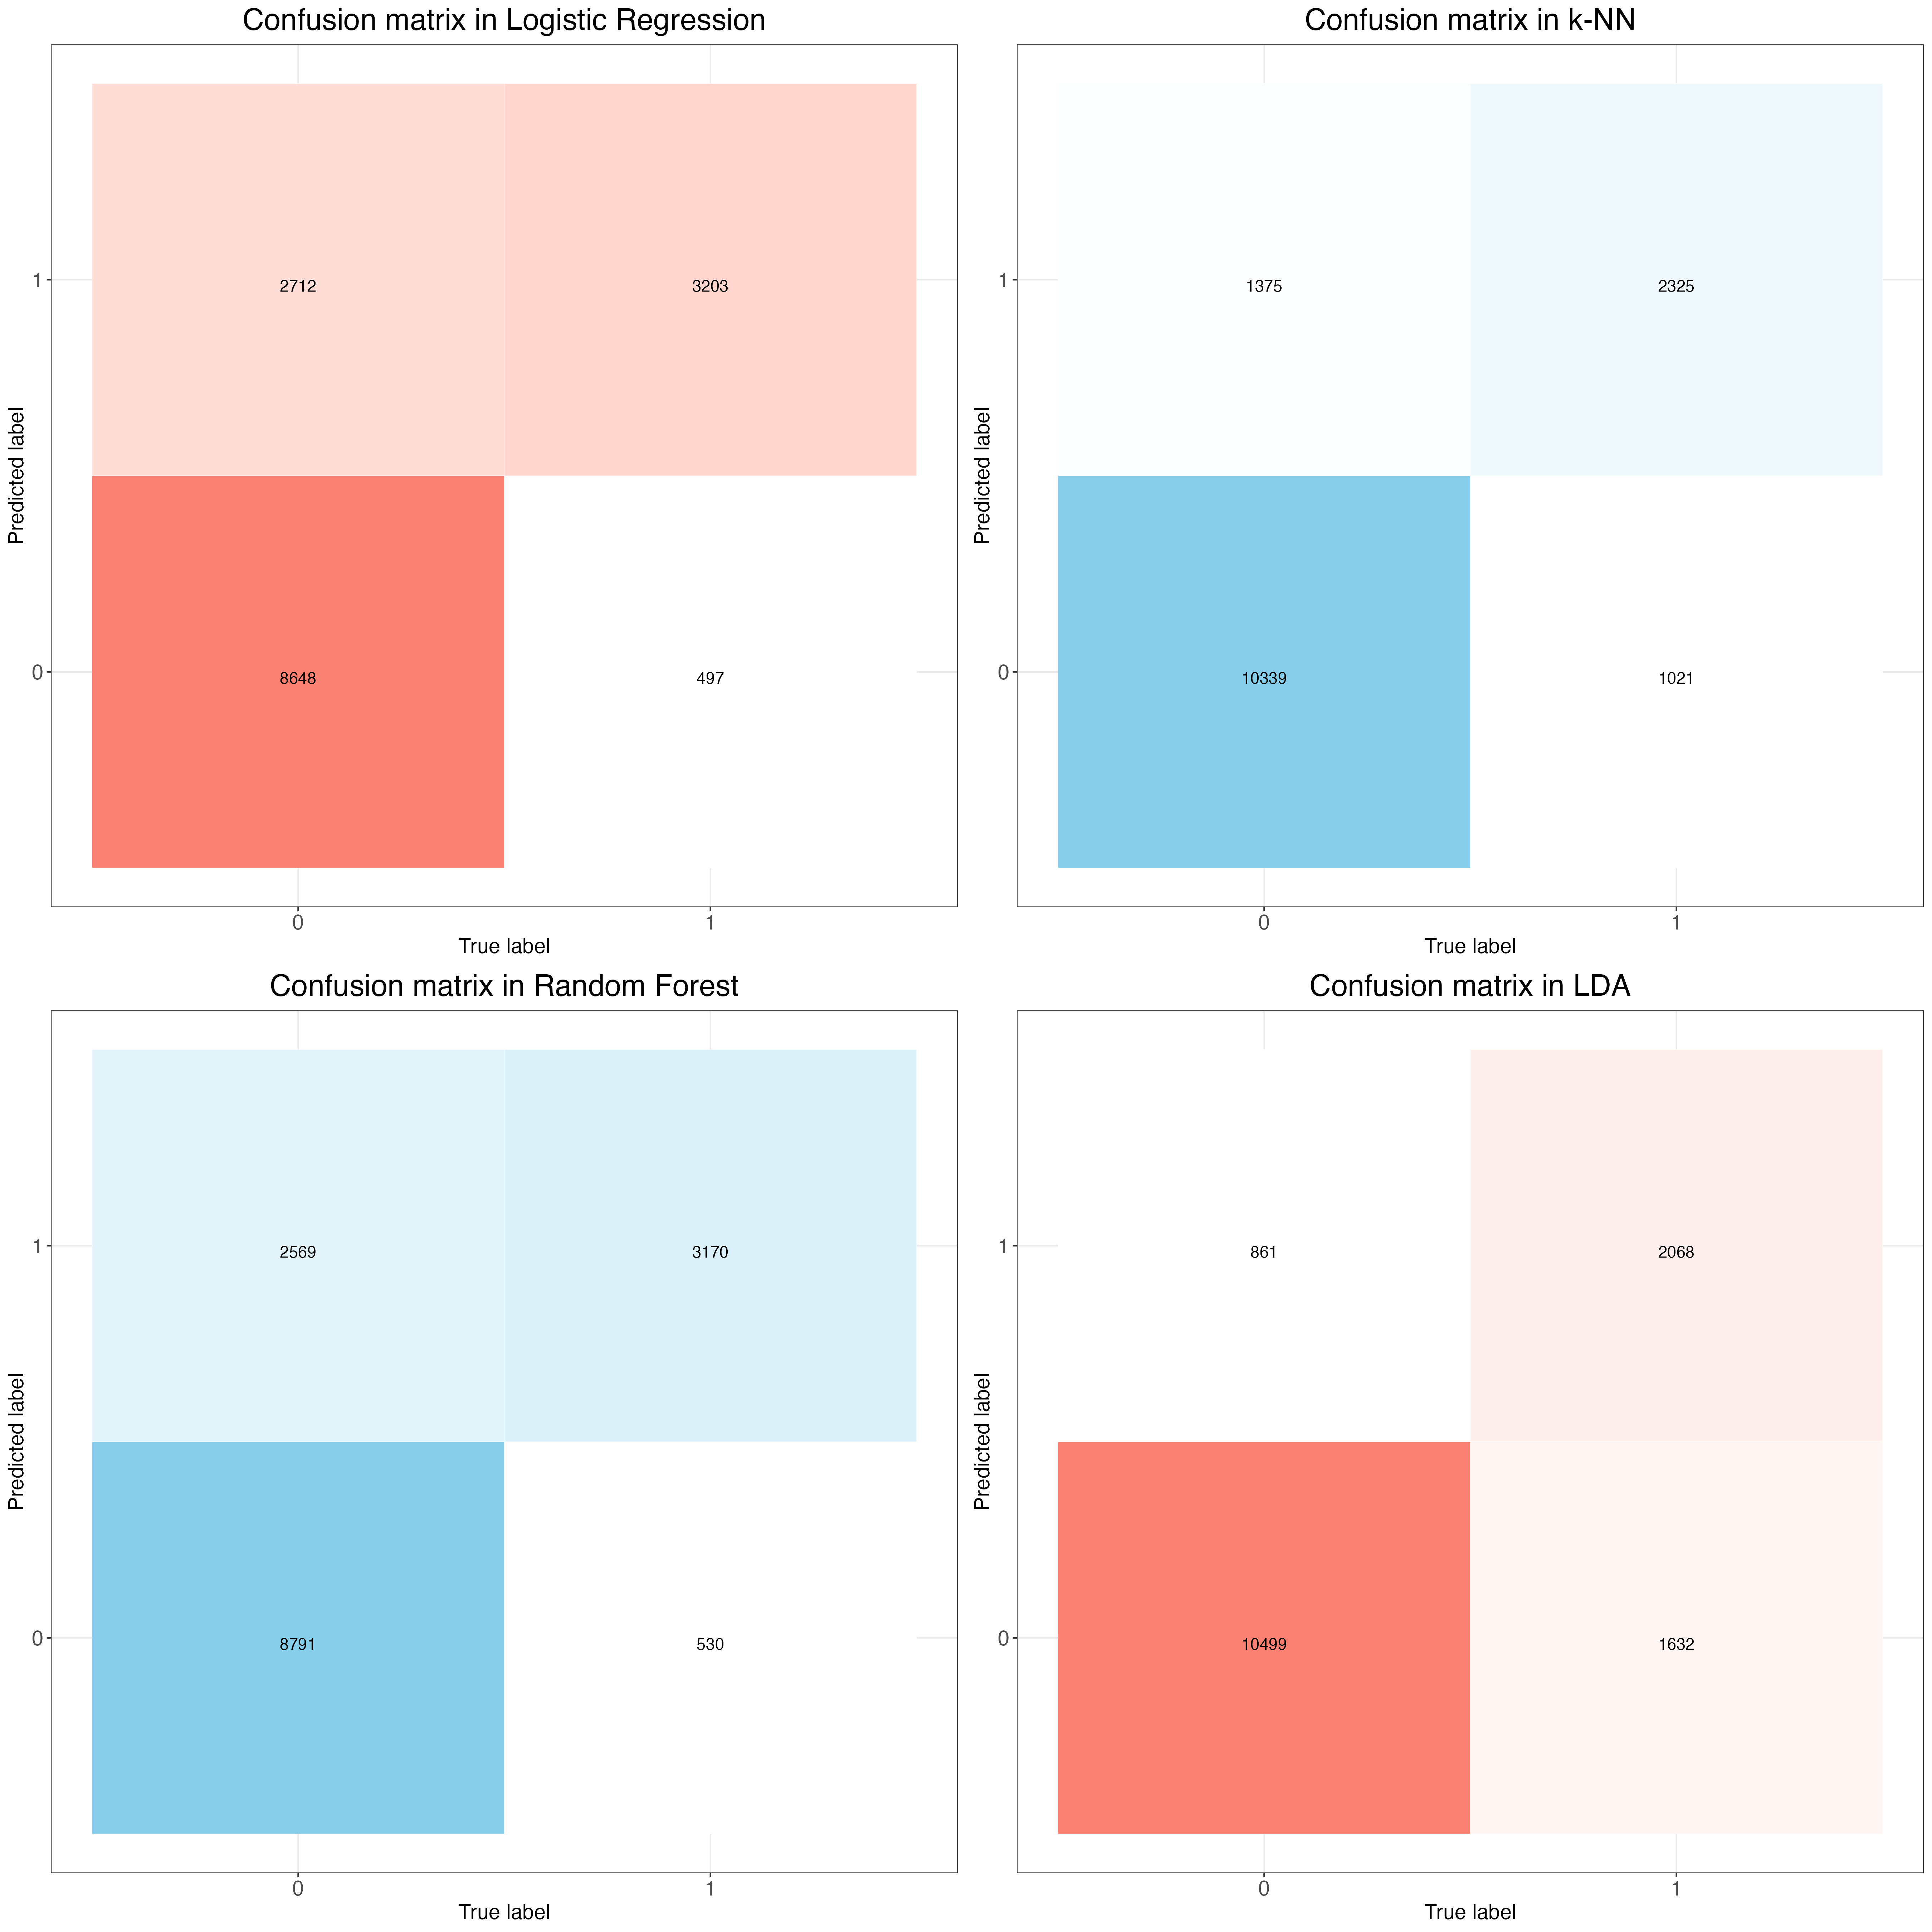 Confusion matrix in Logistic Regression
Predicted label
1
2712 3203
0
8648 497
0 1
True label
Confusion matrix in k-NN
Predicted label
1
1375 2325
0
10339 1021
0 1
True label
Confusion matrix in Random Forest
Predicted label
1
2569 3170
0
8791 530
0 1
True label
Confusion matrix in LDA
Predicted label
1
861 2068
0
10499 1632
0 1
True label